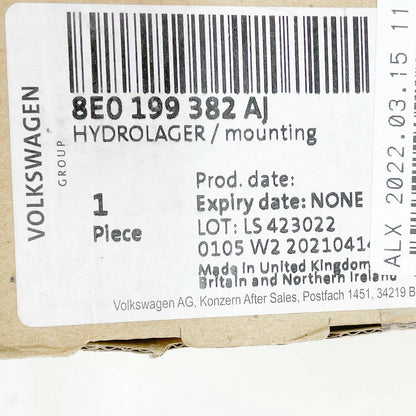 VOLKSWAGEN
GROUP
8E0 199 382 AJ
HYDROLAGER / mounting
1
Piece
Prod. date:
Expiry date: NONE
LOT: LS 423022
0105 W2 20210414
Made in United Kingdom
Britain and Northern Ireland
Volkswagen AG, Konzern After Sales, Postfach 1451, 34219 B
ALX 2022.03.15 11